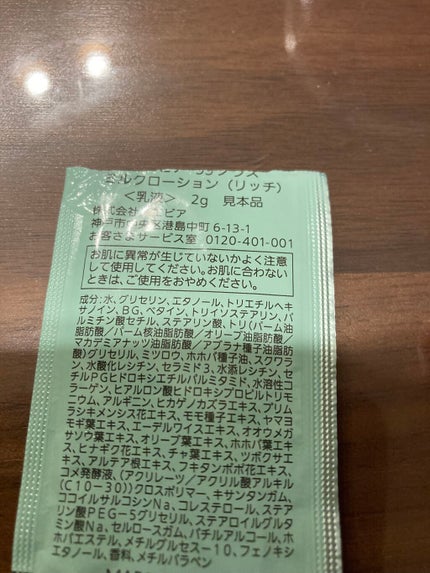 プラス
ミルクローション（リッチ）
＜乳液＞ 2g 見本品
株式会社 ピア
神戸市中央区港島中町6-13-1
お客さまサービス室 0120-401-001
お肌に異常が生じていないかよく注意
して使用してください。お肌に合わない
ときは、ご使用をおやめください。
成分:水、グリセリン、エタノール、トリエチルヘキ
サノイン、BG、ベタイン、トリイソステアリン、パ
ルミチン酸セチル、ステアリン酸、トリ(パーム油
脂肪酸／パーム核油脂肪酸／オリーブ油脂肪酸／
マカデミアナッツ油脂肪酸／アブラナ種子油脂肪
酸)グリセリル、ミツロウ、ホホバ種子油、スクワラ
ン、水酸化レシチン、セラミド3、水添レシチン、セ
チルPGヒドロキシエチルパルミタミド、水溶性コ
ラーゲン、ヒアルロン酸ヒドロキシプロピルトリモ
ニウム、アルギニン、ヒカゲノカズラエキス、プリム
ラシキメンシス花エキス、モモ種子エキス、ヤマヨ
モギ葉エキス、エーデルワイスエキス、オオウメガ
サソウ葉エキス、オリーブ葉エキス、ホホバ葉エキ
ス、ヒナギク花エキス、チャ葉エキス、ツボクサエ
キス、アルテア根エキス、フキタンポポ花エキス、
コメ発酵液、(アクリレーツ／アクリル酸アルキル
(C10-30))クロスポリマー、キサンタンガム、
ココイルサルコシンNa、コレステロール、ステア
リン酸PEG-5グリセリル、ステアロイルグルタ
ミン酸Na、セルロースガム、バチルアルコール、ホ
ホバエステル、メチルグルセス-10、フェノキシ
エタノール、香料、メチルパラベン